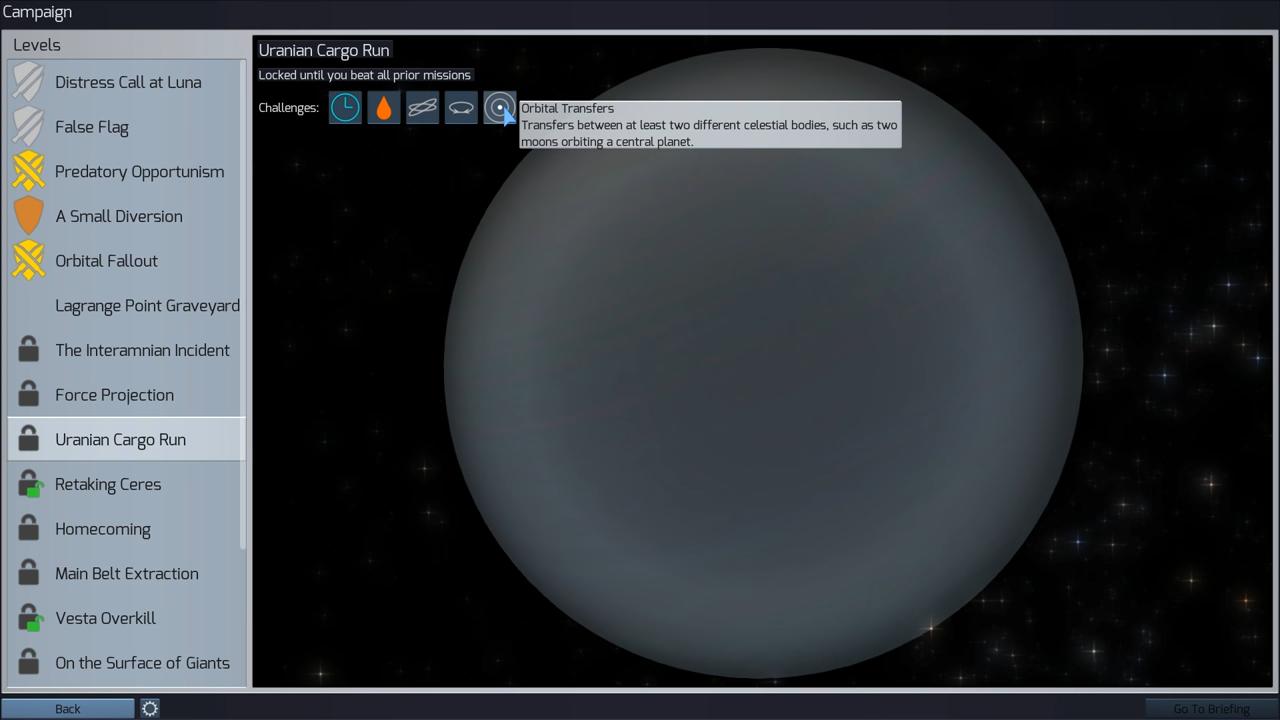 Campaign
Levels
Distress Call at Luna
False Flag
Predatory Opportunism
A Small Diversion
Orbital Fallout
Lagrange Point Graveyard
The Interamnian Incident
Force Projection
Uranian Cargo Run
Retaking Ceres
Homecoming
Main Belt Extraction
Vesta Overkill
On the Surface of Giants
Uranian Cargo Run
Locked until you beat all prior missions
Challenges:
Orbital Transfers
Transfers between at least two different celestial bodies, such as two
moons orbiting a central planet.
Back
Go To Briefing